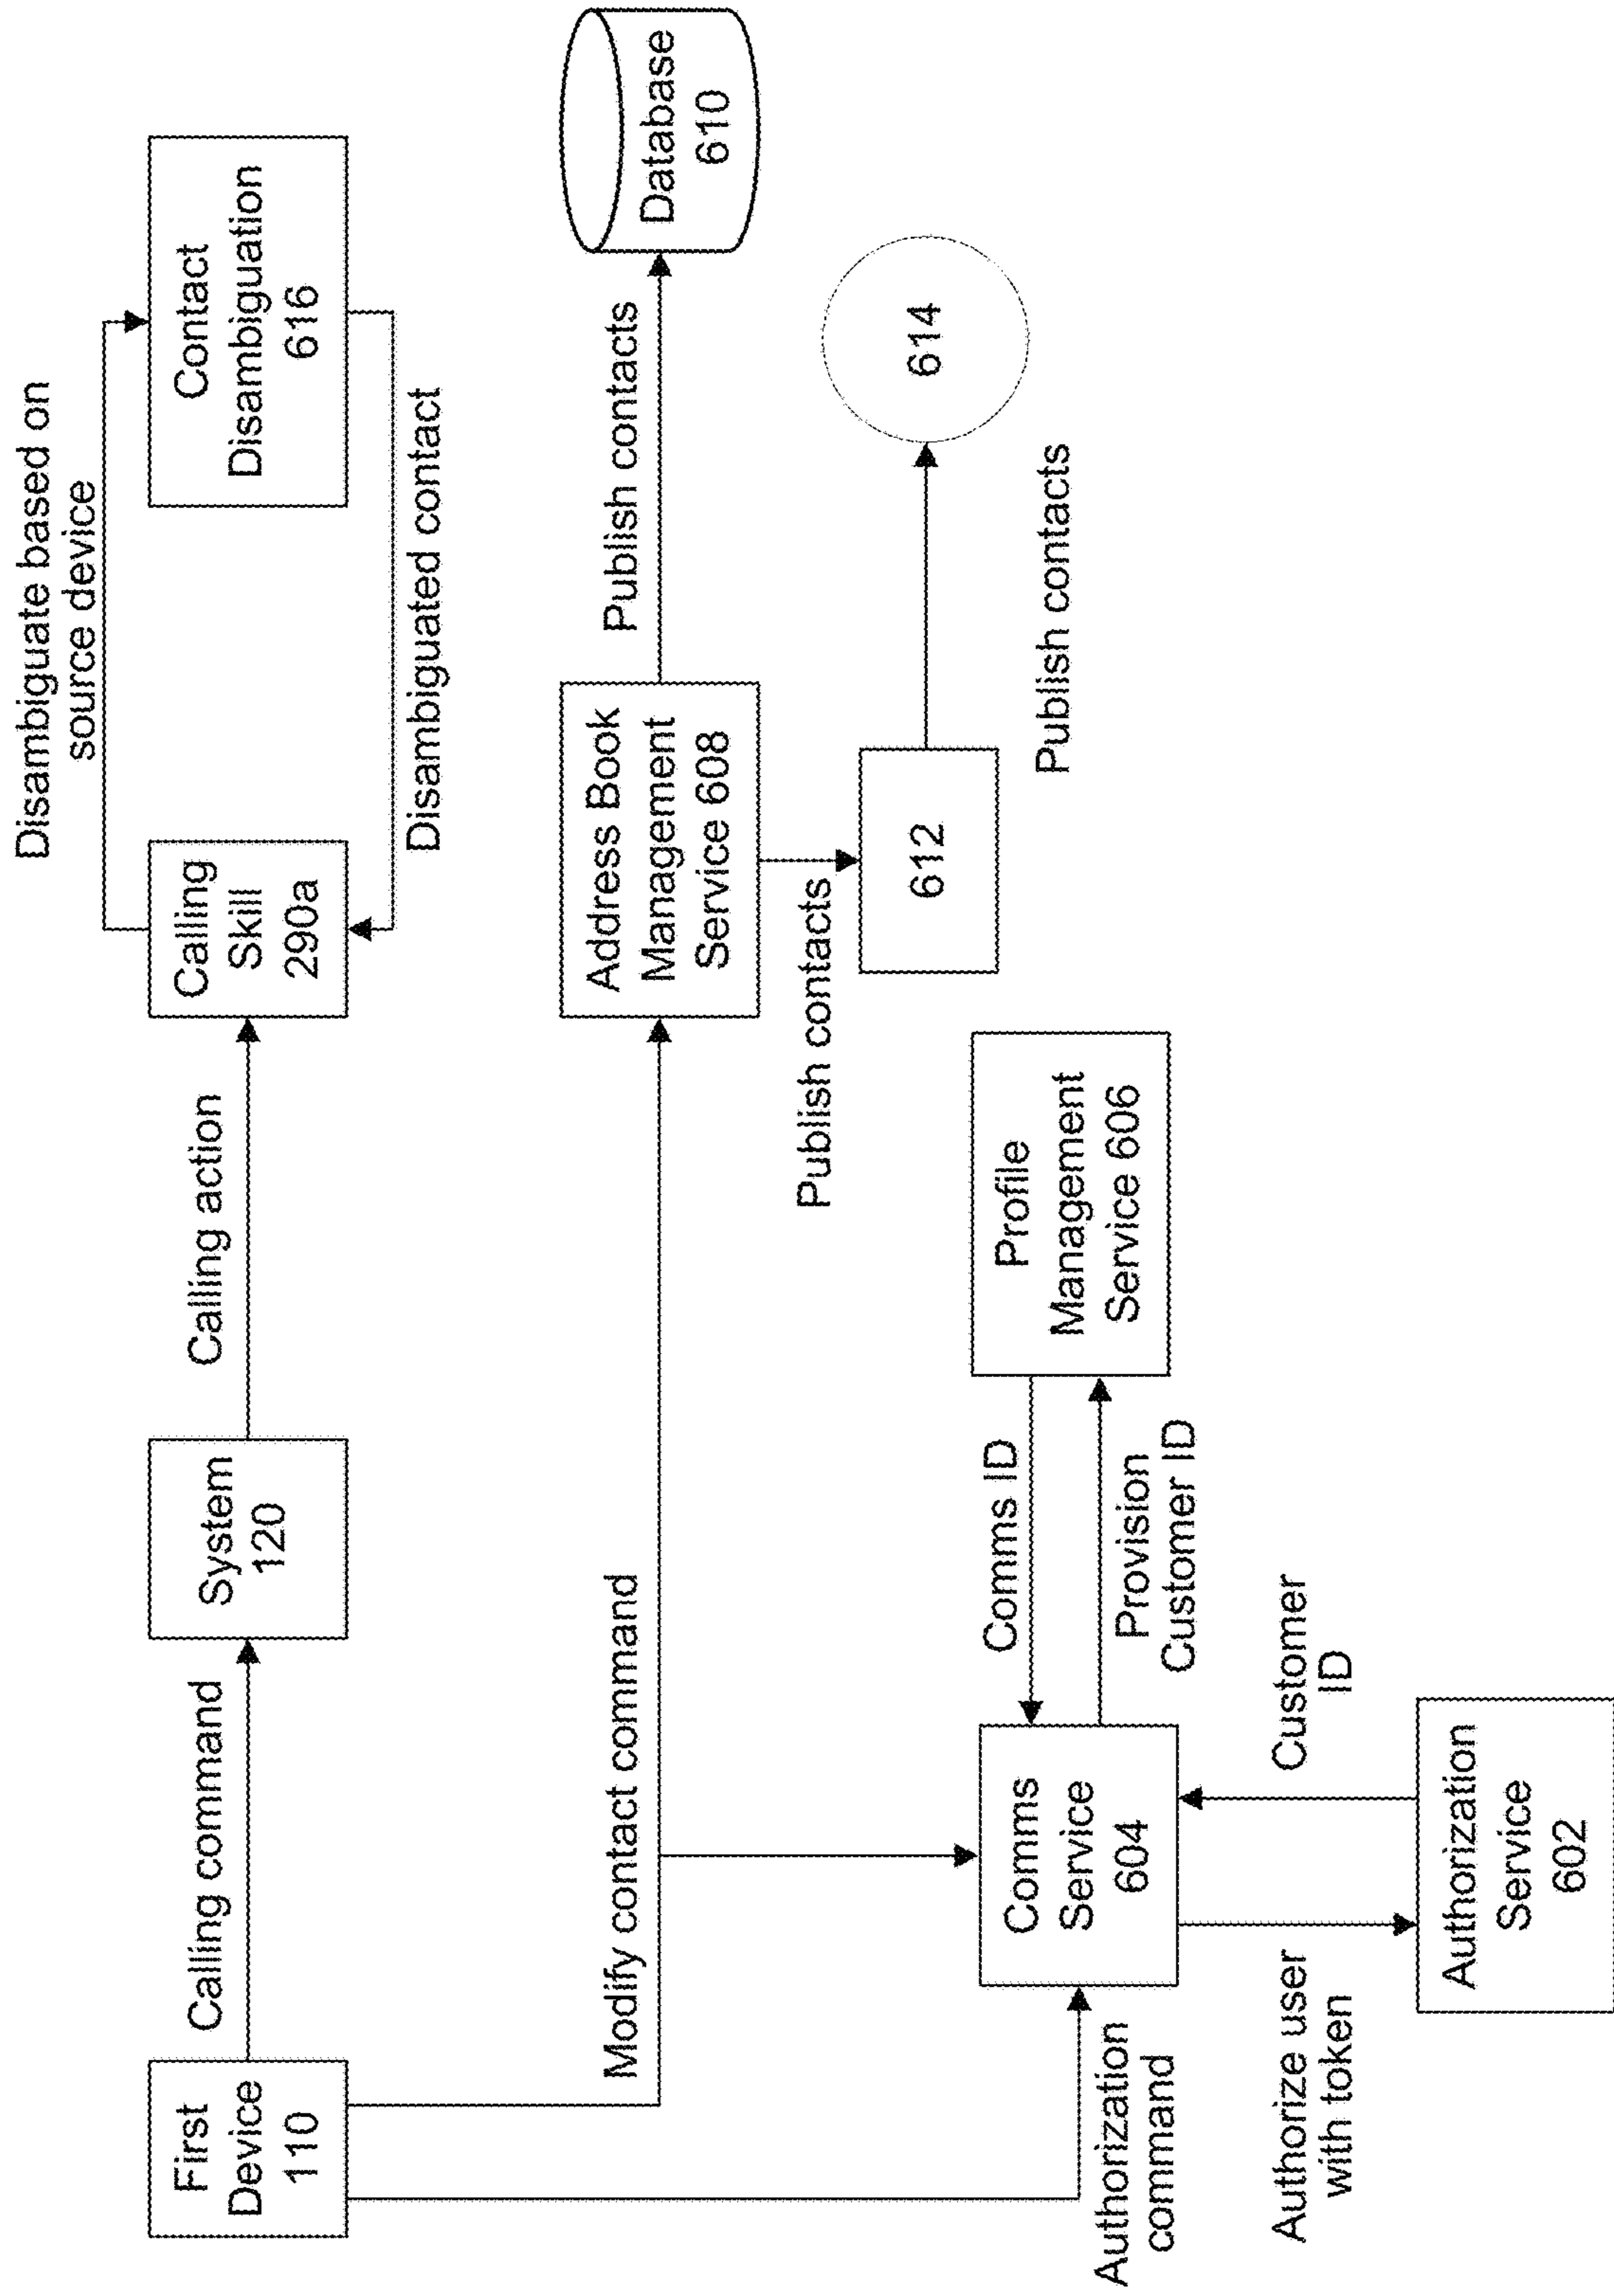 First
Device
110
Calling command
System
120
Calling action
Calling
Skill
290a
Disambiguate based on
source device
Contact
Disambiguation
616
Disambiguated contact
Modify contact command
Address Book
Management
Service 608
Publish contacts
Database
610
Publish contacts
612
Publish contacts
614
Authorization
command
Comms
Service
604
Comms ID
Provision
Customer ID
Profile
Management
Service 606
Authorize user
with token
Customer
ID
Authorization
Service
602